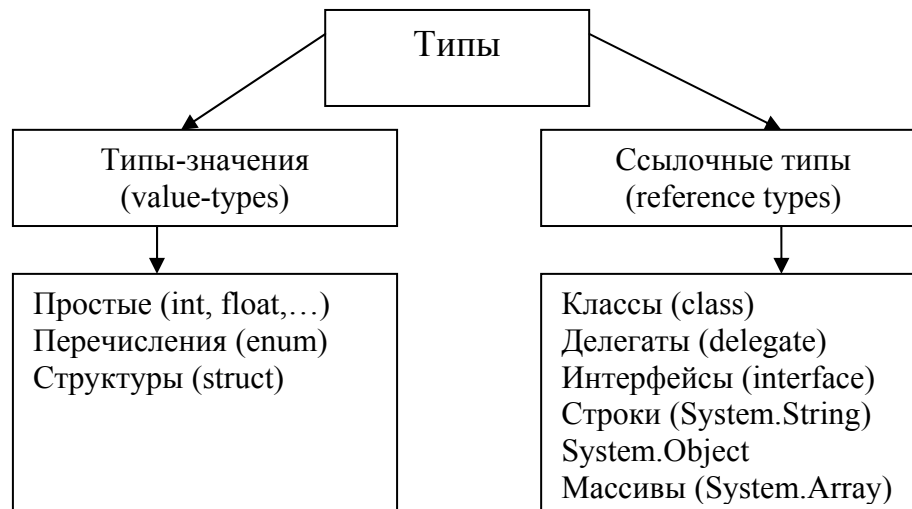 Типы
Типы-значения
(value-types)
Ссылочные типы
(reference types)
Простые (int, float,…)
Перечисления (enum)
Структуры (struct)
Классы (class)
Делегаты (delegate)
Интерфейсы (interface)
Строки (System.String)
System.Object
Массивы (System.Array)